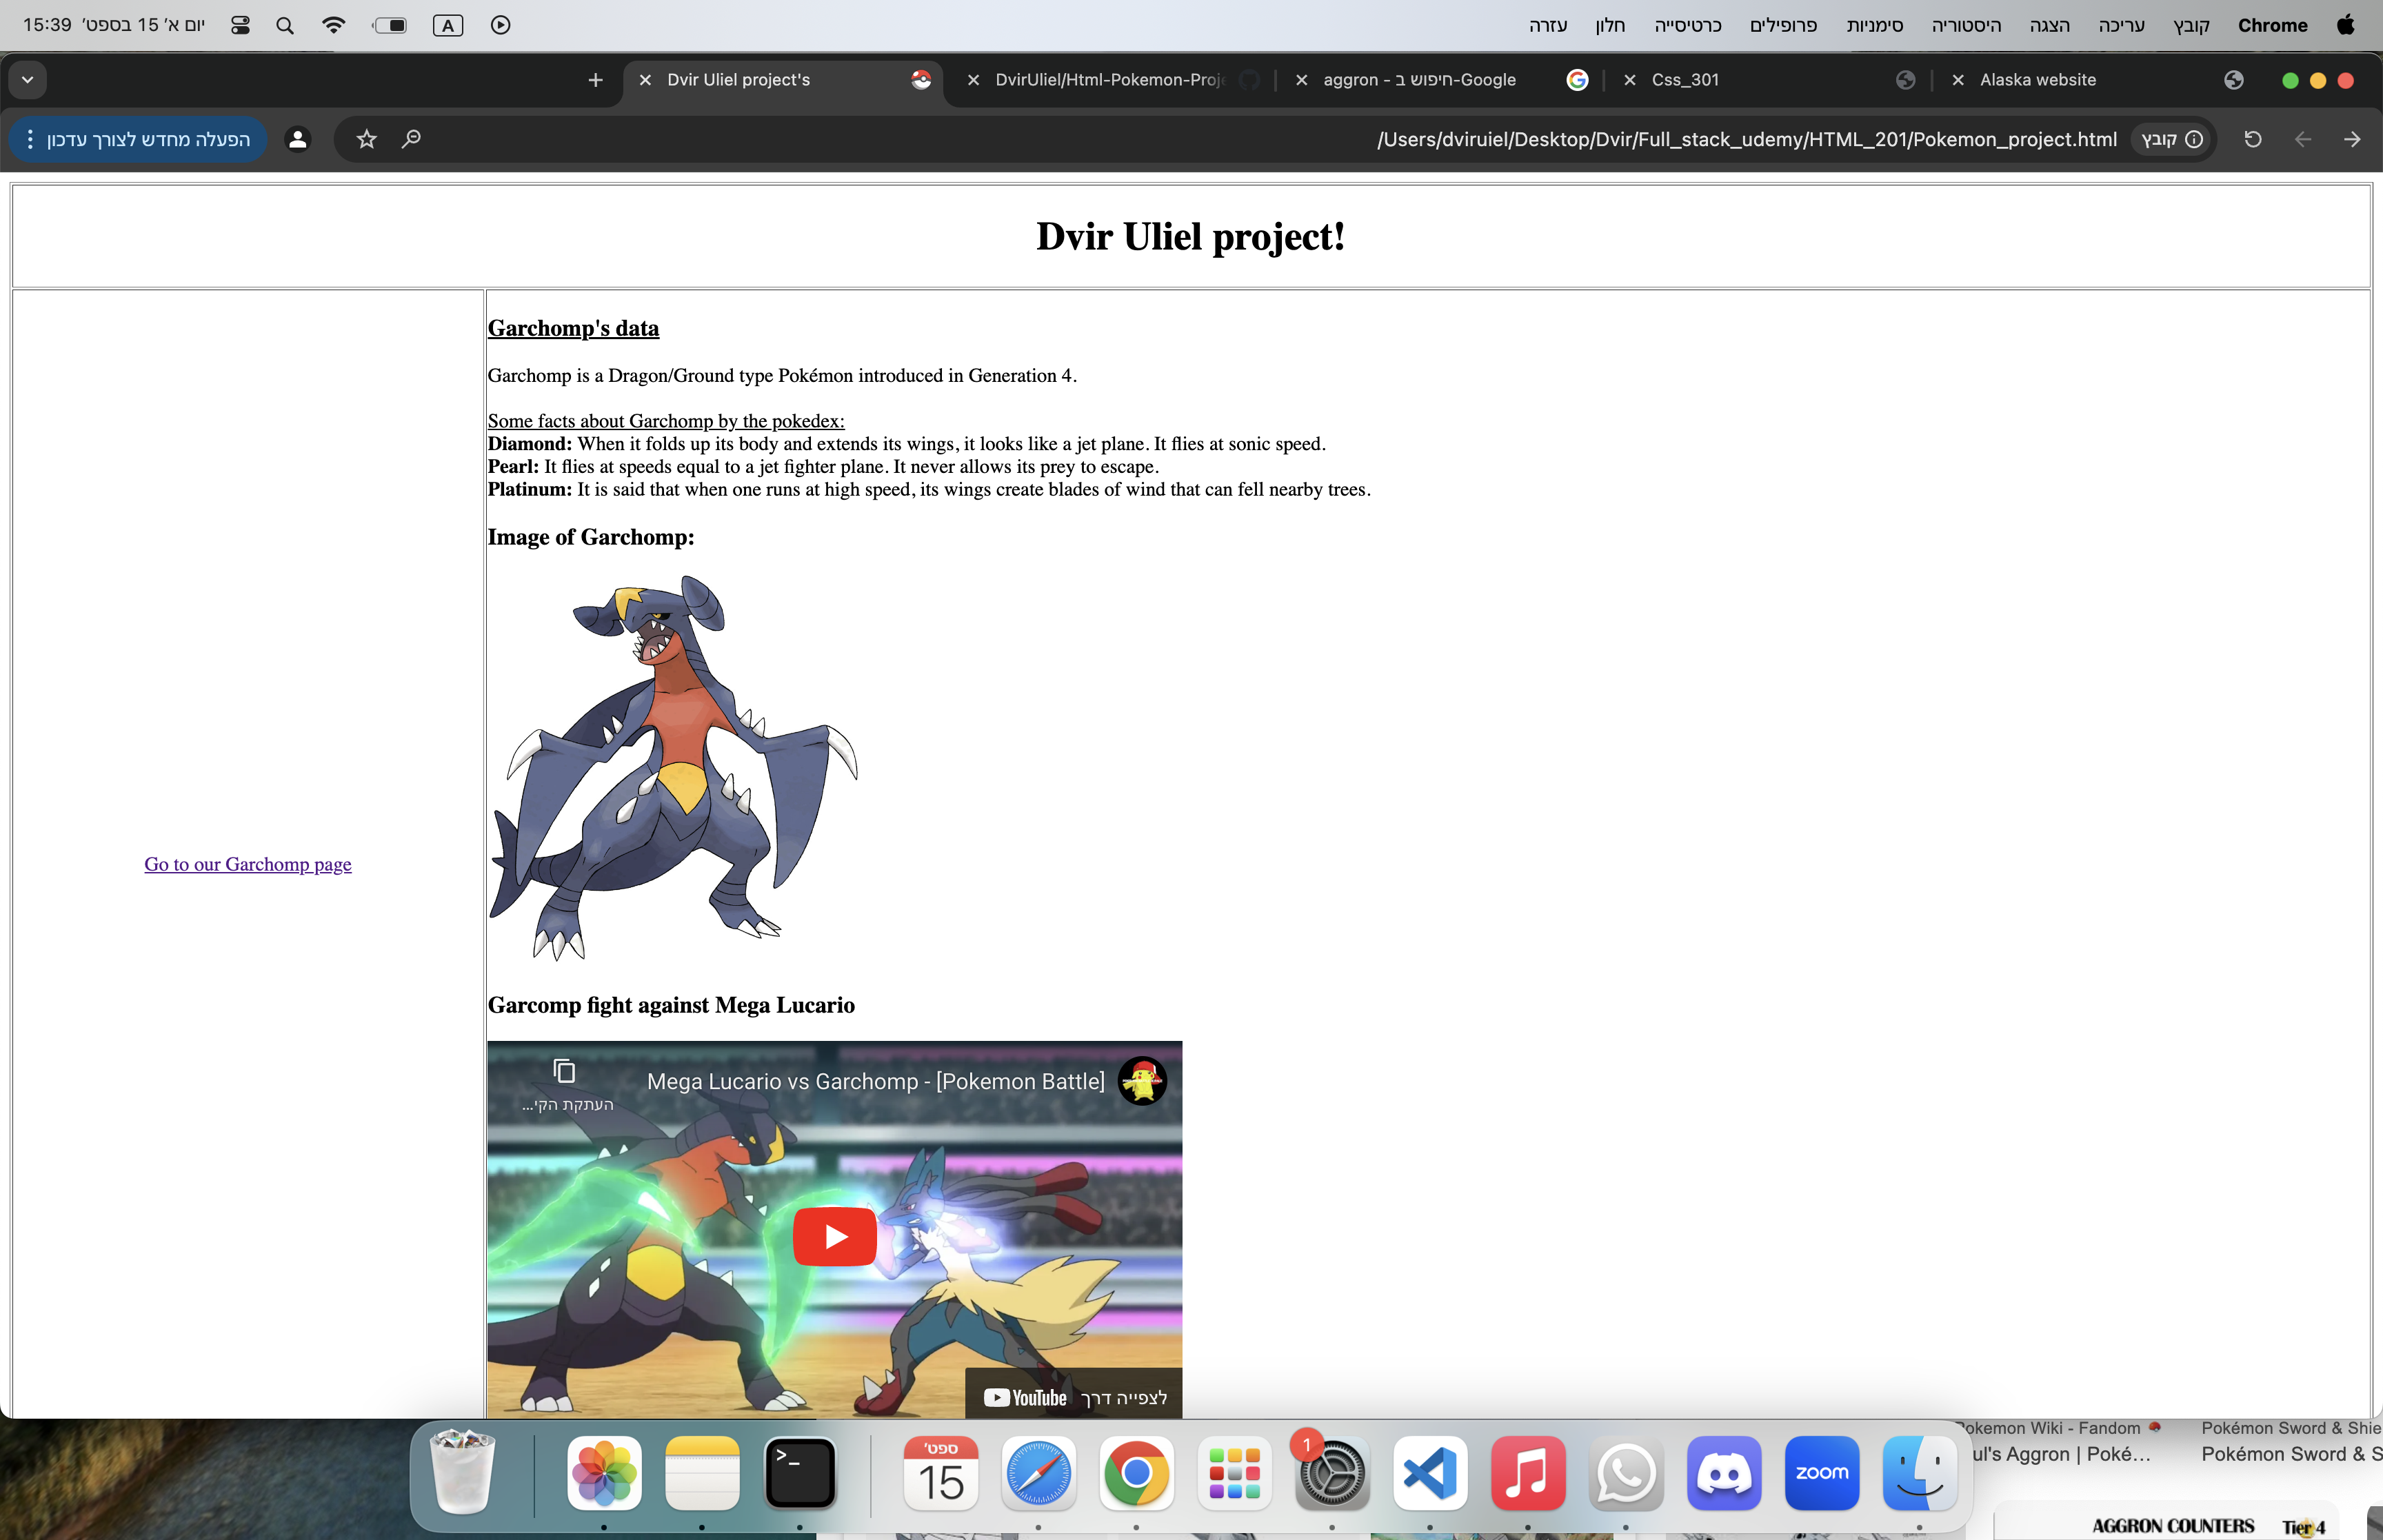 Chrome קובץ עריכה הצגה היסטוריה סימניות פרופילים כרטיסייה חלון עזרה
A
יום א׳ 15 בספט׳ 15:39
Alaska website
Css_301
aggron - חיפוש ב-Google
DvirUliel/Html-Pokemon-Proj
Dvir Uliel project's
קובץ
/Users/dviruiel/Desktop/Dvir/Full_stack_udemy/HTML_201/Pokemon_project.html
הפעלה מחדש לצורך עדכון
Dvir Uliel project!
Go to our Garchomp page
Garchomp's data
Garchomp is a Dragon/Ground type Pokémon introduced in Generation 4.
Some facts about Garchomp by the pokedex:
Diamond: When it folds up its body and extends its wings, it looks like a jet plane. It flies at sonic speed.
Pearl: It flies at speeds equal to a jet fighter plane. It never allows its prey to escape.
Platinum: It is said that when one runs at high speed, its wings create blades of wind that can fell nearby trees.
Image of Garchomp:
Garcomp fight against Mega Lucario
Mega Lucario vs Garchomp - [Pokemon Battle]
העתקת הקי...
לצפייה דרך YouTube
ספט׳
15
1
zoom
Pokemon Wiki - Fandom
Pokémon Sword & Shie
ul's Aggron | Poké...
Pokémon Sword & S
AGGRON COUNTERS Tier 4